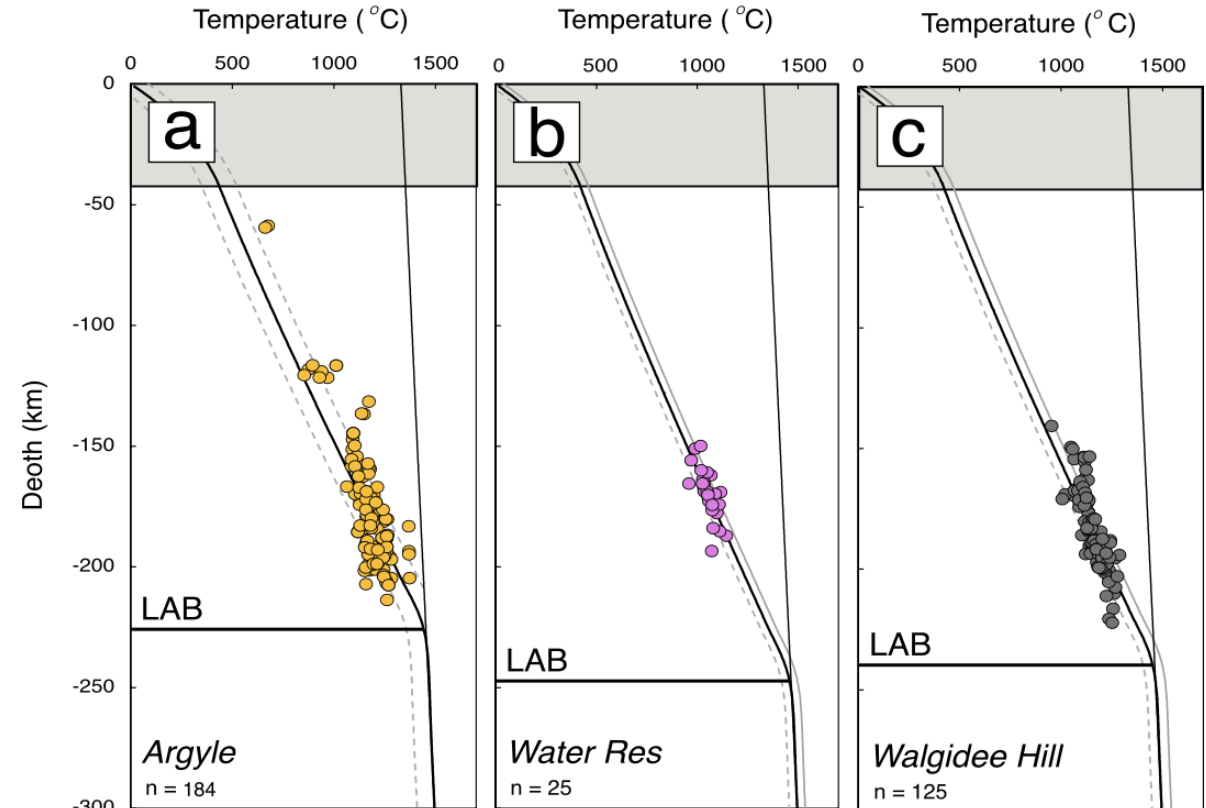 Temperature ( °C)
Temperature ( °C)
Temperature (° C)
0 500 1000 1500
0 500 1000 1500
0 500 1000 1500
0
-50
-100
-150
-200
-250
-300
Deoth (km)
a
b
c
LAB
LAB
LAB
Argyle
n = 184
Water Res
n = 25
Walgidee Hill
n = 125